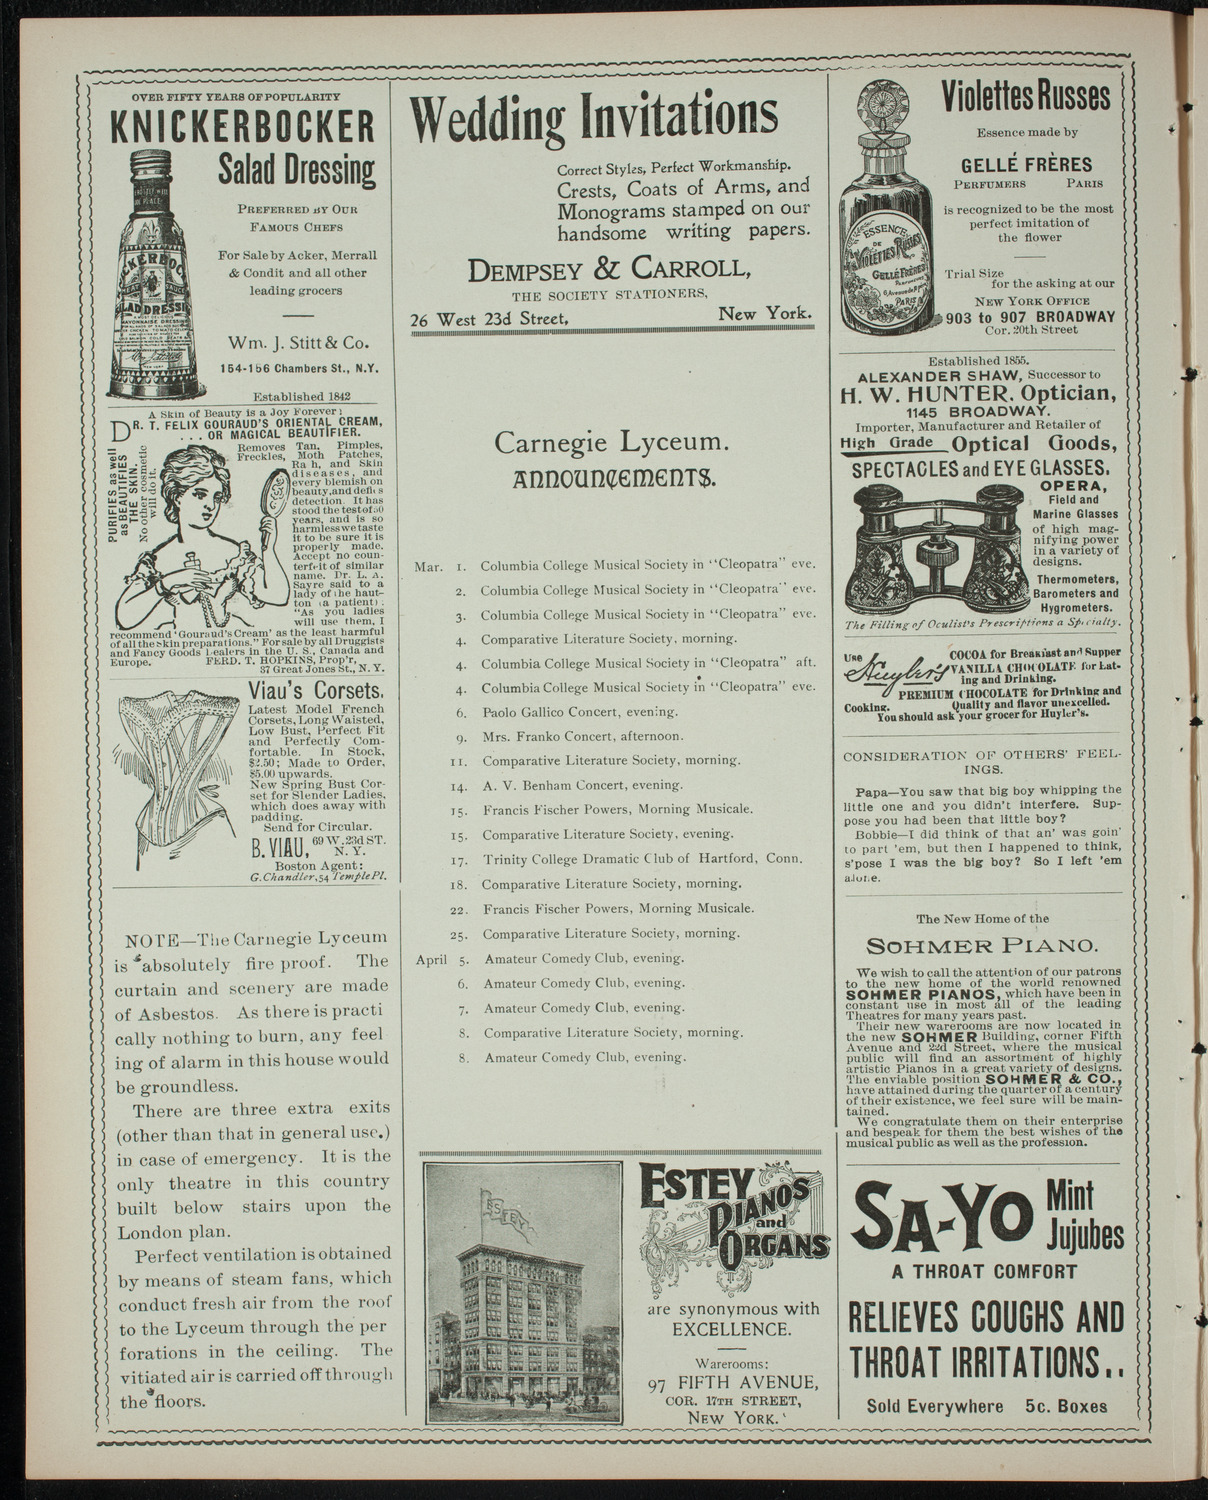 OVER FIFTY YEARS OF POPULARITY
KNICKERBOCKER
Salad Dressing
PREFERRED BY OUR
FAMOUS CHEFS
For Sale by Acker, Merrall
& Condit and all other
leading grocers
Wm. J. Stitt & Co.
154-156 Chambers St., N.Y.
Established 1842
A Skin of Beauty is a Joy Forever:
DR. T. FELIX GOURAUD'S ORIENTAL CREAM,
... OR MAGICAL BEAUTIFIER.
PURIFIES as well
as BEAUTIFIES
THE SKIN.
No other cosmetic
will do it.
Removes Tan, Pimples,
Freckles, Moth Patches,
Ra h, and Skin
diseases, and
every blemish on
beauty, and defi s
detection. It has
stood the test of 50
years, and is so
harmless we taste
it to be sure it is
properly made.
Accept no coun-
terfeit of similar
name. Dr. L. A.
Sayre said to a
lady of the haut-
ton (a patient):
"As you ladies
will use them, I
recommend 'Gouraud's Cream' as the least harmful
of all the skin preparations." For sale by all Druggists
and Fancy Goods Dealers in the U. S., Canada and
Europe. FERD. T. HOPKINS, Prop'r,
37 Great Jones St., N. Y.
Viau's Corsets.
Latest Model French
Corsets, Long Waisted,
Low Bust, Perfect Fit
and Perfectly Com-
fortable. In Stock,
$2.50; Made to Order,
$5.00 upwards.
New Spring Bust Cor-
set for Slender Ladies,
which does away with
padding.
Send for Circular.
B. VIAU, 69 W. 23d ST.
N. Y.
Boston Agent:
G. Chandler, 54 Temple Pl.
NOTE—The Carnegie Lyceum
is absolutely fire proof. The
curtain and scenery are made
of Asbestos. As there is practi
cally nothing to burn, any feel
ing of alarm in this house would
be groundless.
There are three extra exits
(other than that in general use.)
in case of emergency. It is the
only theatre in this country
built below stairs upon the
London plan.
Perfect ventilation is obtained
by means of steam fans, which
conduct fresh air from the roof
to the Lyceum through the per
forations in the ceiling. The
vitiated air is carried off through
the floors.
Wedding Invitations
Correct Styles, Perfect Workmanship.
Crests, Coats of Arms, and
Monograms stamped on our
handsome writing papers.
DEMPSEY & CARROLL,
THE SOCIETY STATIONERS,
26 West 23d Street, New York.
Carnegie Lyceum.
ANNOUNCEMENTS.
Mar. 1. Columbia College Musical Society in "Cleopatra" eve.
2. Columbia College Musical Society in "Cleopatra" eve.
3. Columbia College Musical Society in "Cleopatra" eve.
4. Comparative Literature Society, morning.
4. Columbia College Musical Society in "Cleopatra" aft.
4. Columbia College Musical Society in "Cleopatra" eve.
6. Paolo Gallico Concert, evening.
9. Mrs. Franko Concert, afternoon.
11. Comparative Literature Society, morning.
14. A. V. Benham Concert, evening.
15. Francis Fischer Powers, Morning Musicale.
15. Comparative Literature Society, evening.
17. Trinity College Dramatic Club of Hartford, Conn.
18. Comparative Literature Society, morning.
22. Francis Fischer Powers, Morning Musicale.
25. Comparative Literature Society, morning.
April 5. Amateur Comedy Club, evening.
6. Amateur Comedy Club, evening.
7. Amateur Comedy Club, evening.
8. Comparative Literature Society, morning.
8. Amateur Comedy Club, evening.
ESTEY
ESTEY
PIANOS
and
ORGANS
are synonymous with
EXCELLENCE.
Warerooms:
97 FIFTH AVENUE,
COR. 17TH STREET,
NEW YORK.
Violettes Russes
Essence made by
GELLÉ FRÈRES
PERFUMERS PARIS
is recognized to be the most
perfect imitation of
the flower
Trial Size
for the asking at our
NEW YORK OFFICE
903 to 907 BROADWAY
Cor. 20th Street
ESSENCE
DE
VIOLETTES RUSSES
GELLÉ FRÈRES
PARIS
Established 1855.
ALEXANDER SHAW, Successor to
H. W. HUNTER, Optician,
1145 BROADWAY.
Importer, Manufacturer and Retailer of
High Grade Optical Goods,
SPECTACLES and EYE GLASSES.
OPERA,
Field and
Marine Glasses
of high mag-
nifying power
in a variety of
designs.
Thermometers,
Barometers and
Hygrometers.
The Filling of Oculist's Prescriptions a Specialty.
Use Huyler's COCOA for Breakfast and Supper
VANILLA CHOCOLATE for Eat-
ing and Drinking.
PREMIUM CHOCOLATE for Drinking and
Cooking. Quality and flavor unexcelled.
You should ask your grocer for Huyler's.
CONSIDERATION OF OTHERS' FEEL-
INGS.
Papa—You saw that big boy whipping the
little one and you didn't interfere. Sup-
pose you had been that little boy?
Bobbie—I did think of that an' was goin'
to part 'em, but then I happened to think,
s'pose I was the big boy? So I left 'em
alone.
The New Home of the
SOHMER PIANO.
We wish to call the attention of our patrons
to the new home of the world renowned
SOHMER PIANOS, which have been in
constant use in most all of the leading
Theatres for many years past.
Their new warerooms are now located in
the new SOHMER Building, corner Fifth
Avenue and 22d Street, where the musical
public will find an assortment of highly
artistic Pianos in a great variety of designs.
The enviable position SOHMER & CO.,
have attained during the quarter of a century
of their existence, we feel sure will be main-
tained.
We congratulate them on their enterprise
and bespeak for them the best wishes of the
musical public as well as the profession.
SA-YO Mint
Jujubes
A THROAT COMFORT
RELIEVES COUGHS AND
THROAT IRRITATIONS..
Sold Everywhere 5c. Boxes